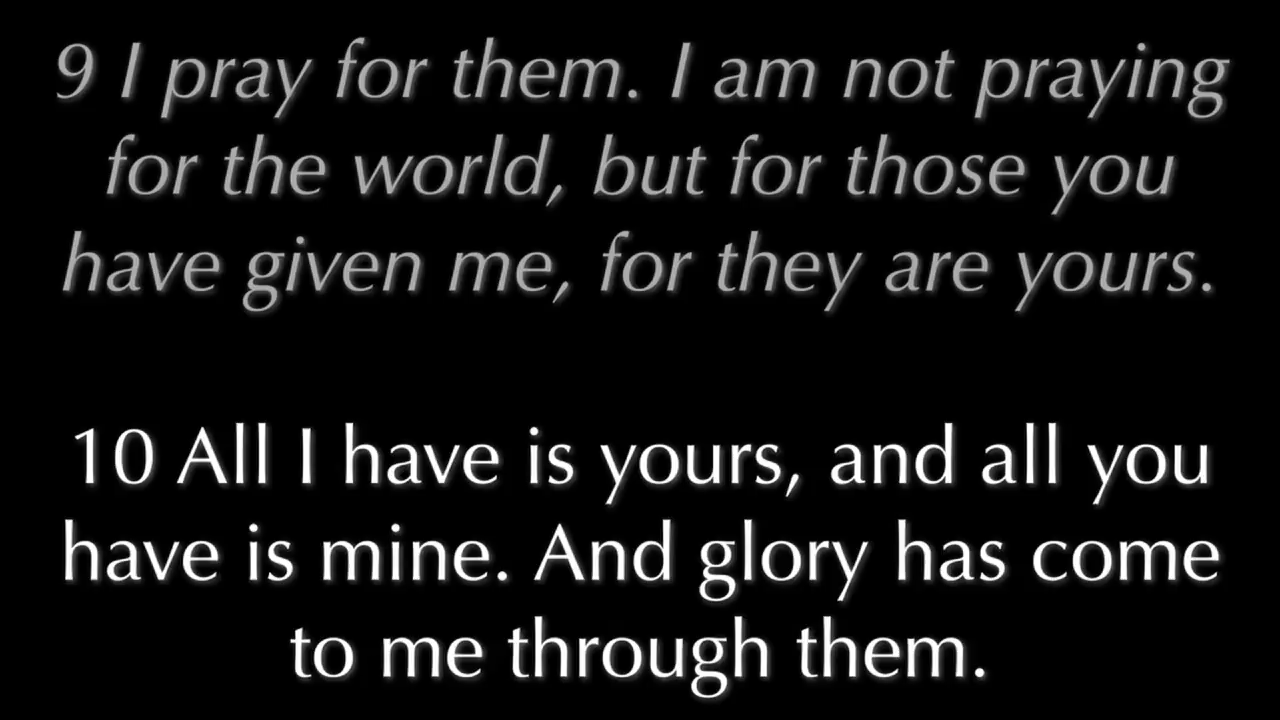 9 I pray for them. I am not praying
for the world, but for those you
have given me, for they are yours.
10 All I have is yours, and all you
have is mine. And glory has come
to me through them.